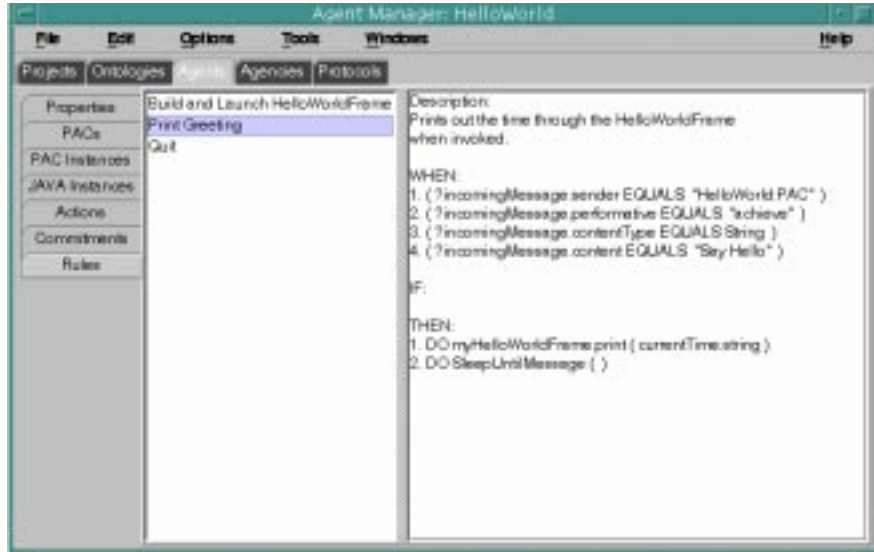 Agent Manager: HelloWorld
File Edit Options Tools Windows Help
Projects Ontologies Agents Agencies Protocols
Properties
PACs
PAC Instances
JAVA Instances
Actions
Commitments
Rules
Build and Launch HelloWorldFrame
Print Greeting
Quit
Description:
Prints out the time through the HelloWorldFrame
when invoked.
WHEN:
1. ( ?incomingMessage.sender EQUALS "HelloWorld PAC" )
2. ( ?incomingMessage.performative EQUALS "achieve" )
3. ( ?incomingMessage.contentType EQUALS String )
4. ( ?incomingMessage.content EQUALS "Say Hello" )
IF:
THEN:
1. DO myHelloWorldFrame.print ( currentTime.string )
2. DO SleepUntilMessage ( )